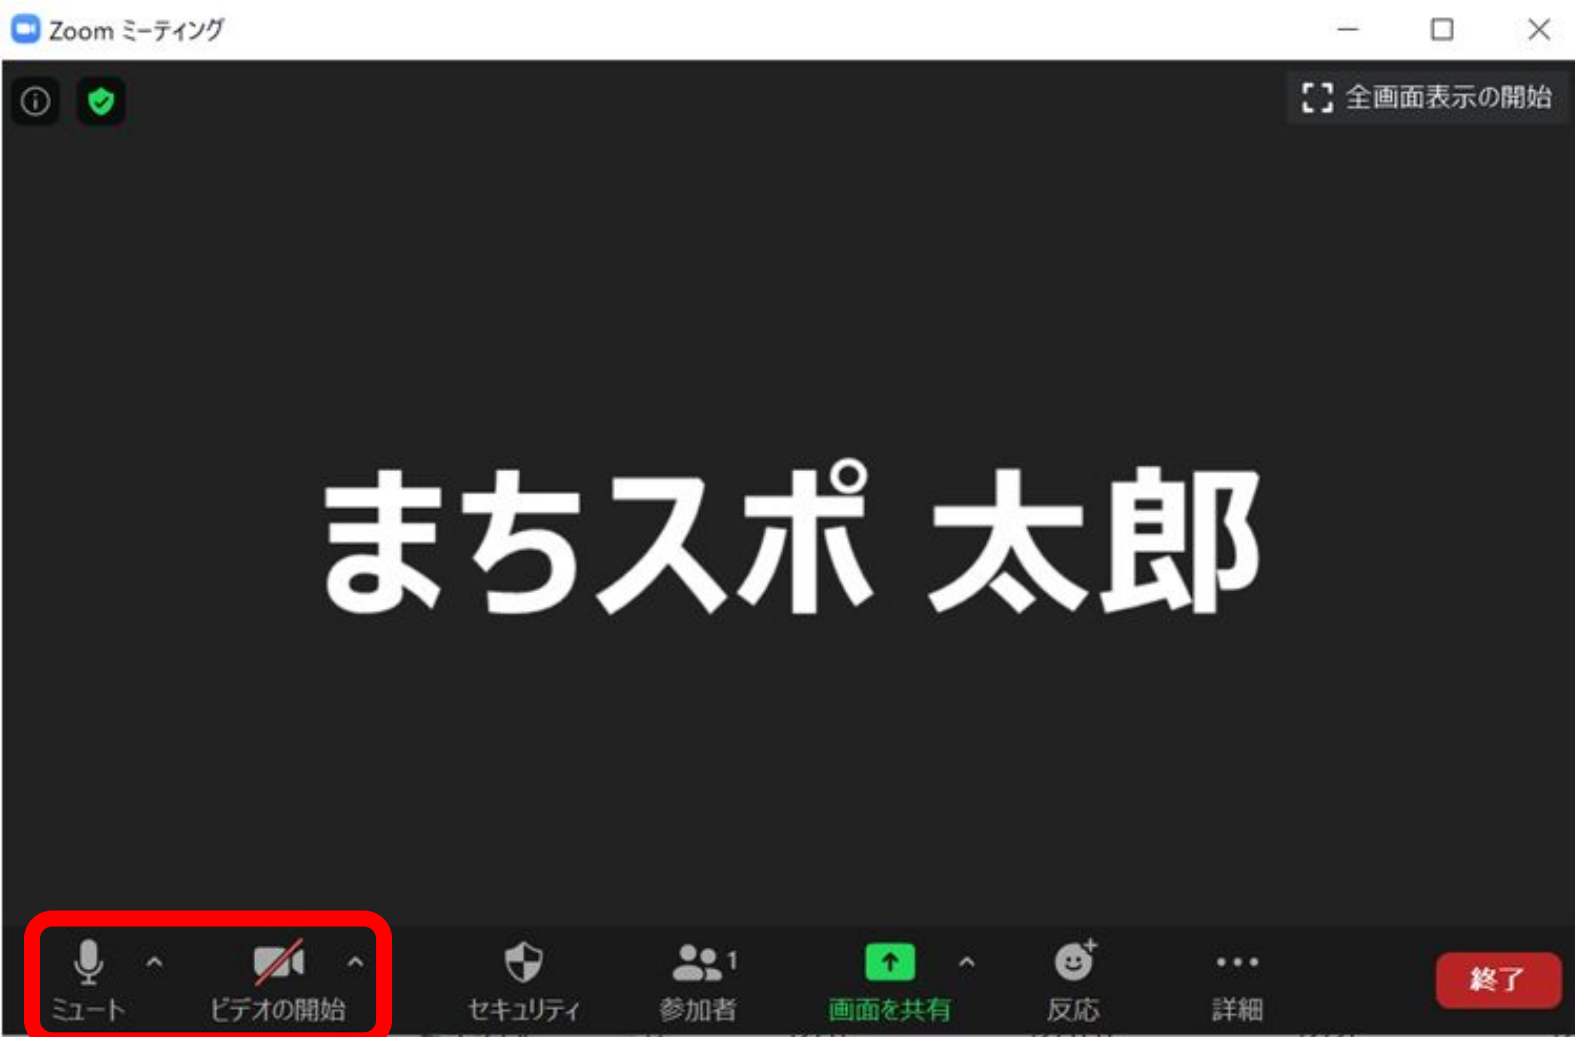 Zoom ミーティング
全画面表示の開始
まちスポ 太郎
ミュート
ビデオの開始
セキュリティ
参加者 1
画面を共有
反応
詳細
終了